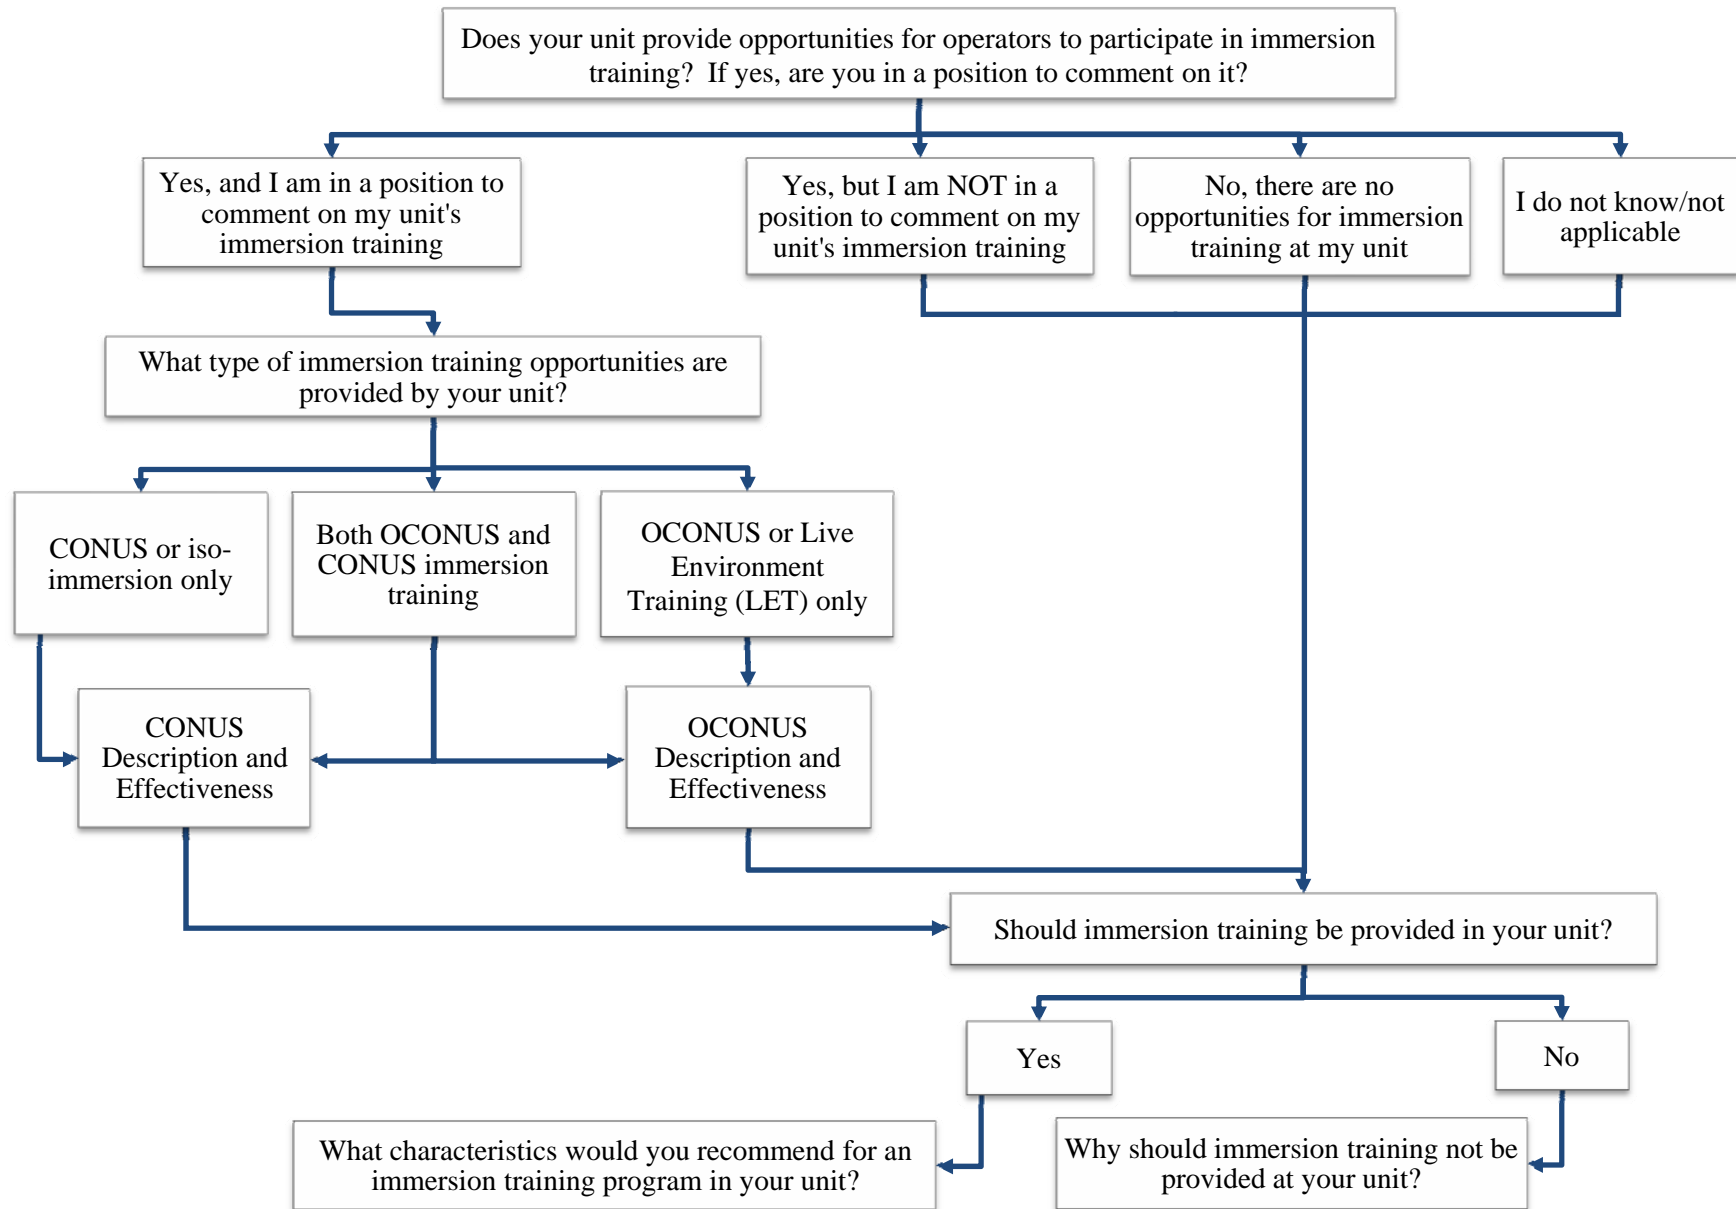 Does your unit provide opportunities for operators to participate in immersion
training?  If yes, are you in a position to comment on it?
Yes, and I am in a position to
comment on my unit's
immersion training
Yes, but I am NOT in a
position to comment on my
unit's immersion training
No, there are no
opportunities for immersion
training at my unit
I do not know/not
applicable
What type of immersion training opportunities are
provided by your unit?
CONUS or iso-
immersion only
Both OCONUS and
CONUS immersion
training
OCONUS or Live
Environment
Training (LET) only
CONUS
Description and
Effectiveness
OCONUS
Description and
Effectiveness
Should immersion training be provided in your unit?
Yes
No
What characteristics would you recommend for an
immersion training program in your unit?
Why should immersion training not be
provided at your unit?